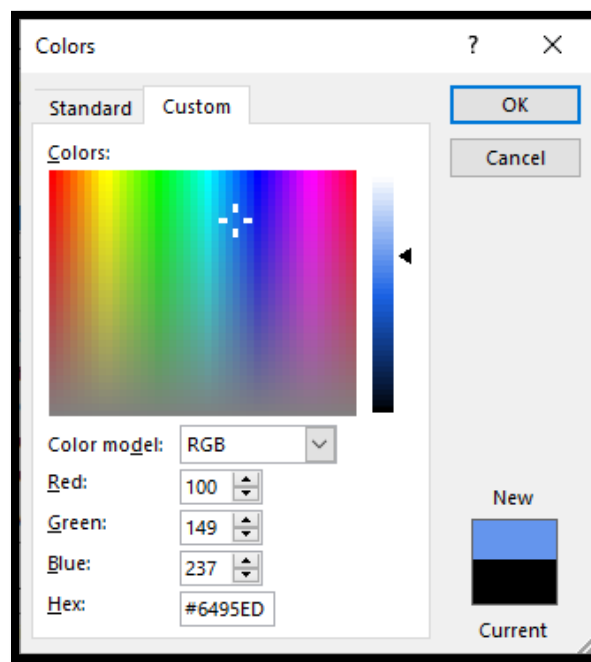 Colors ?
Standard Custom
Colors:
OK
Cancel
Color model: RGB
Red: 100
Green: 149
Blue: 237
Hex: #6495ED
New
Current